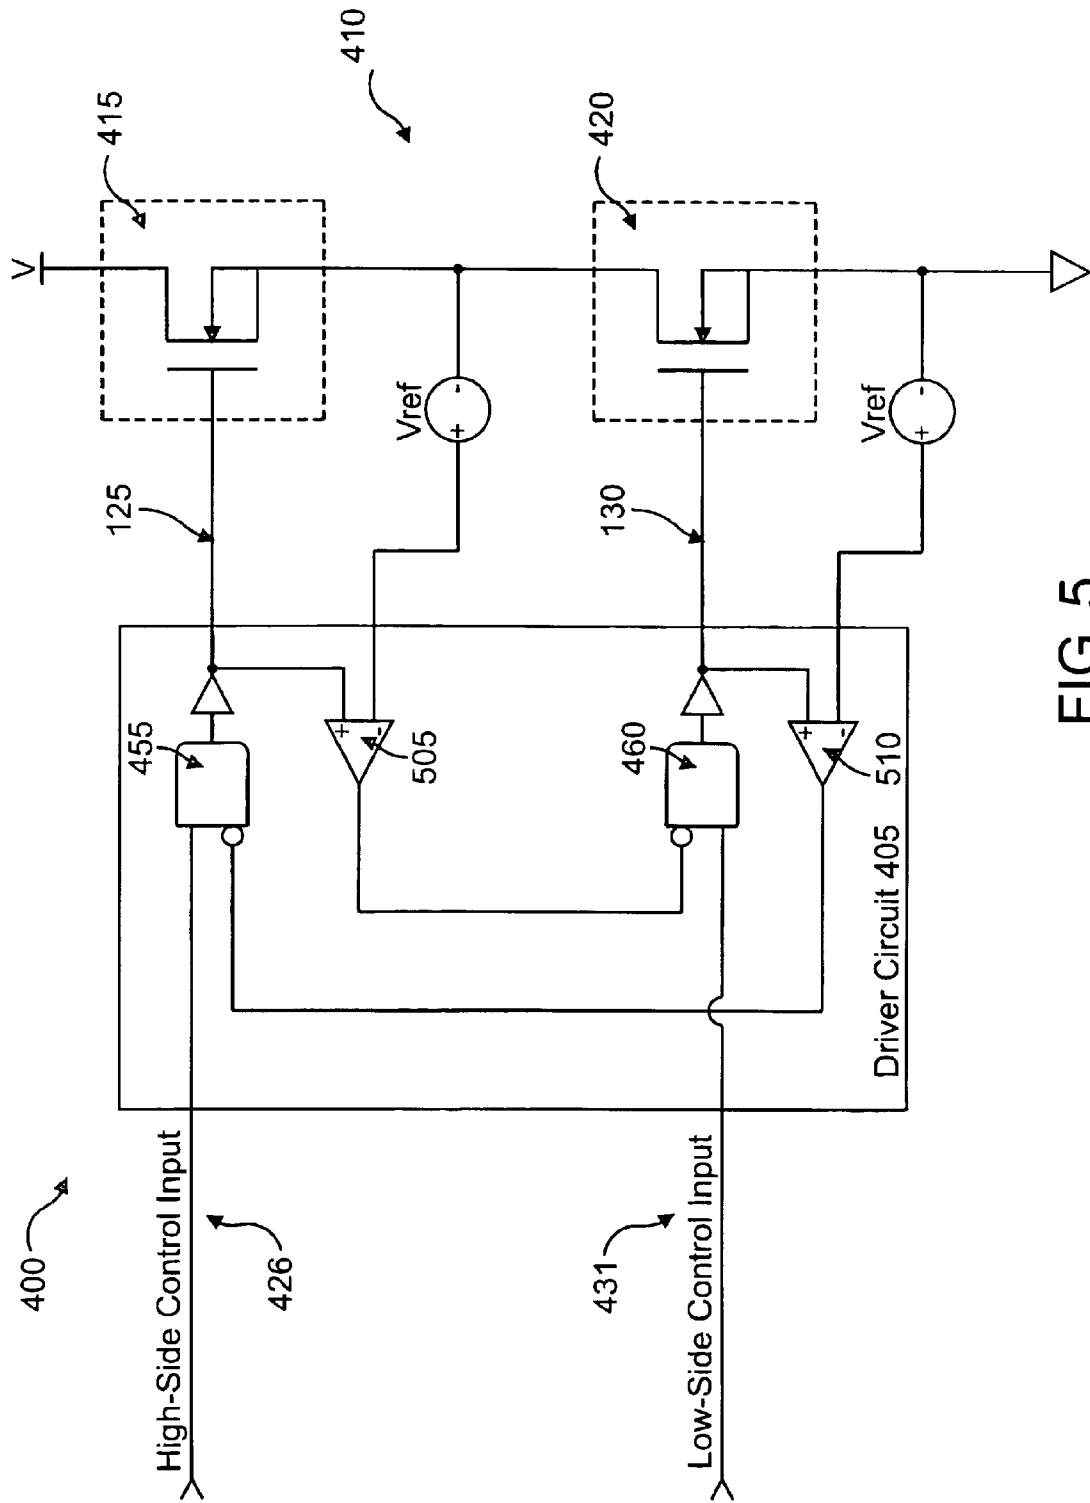 400
High-Side Control Input
426
Low-Side Control Input
431
Driver Circuit 405
455
+
-
505
460
+
-
510
125
130
Vref
+
-
Vref
+
-
V
415
420
410
FIG. 5